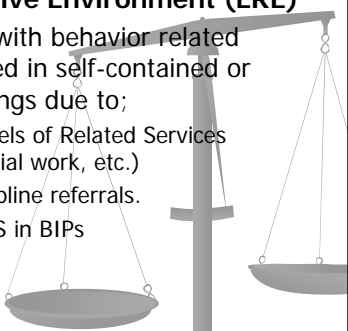 ive Environment (LRE)
with behavior related
ed in self-contained or
ngs due to;
els of Related Services
ial work, etc.)
pline referrals.
S in BIPs